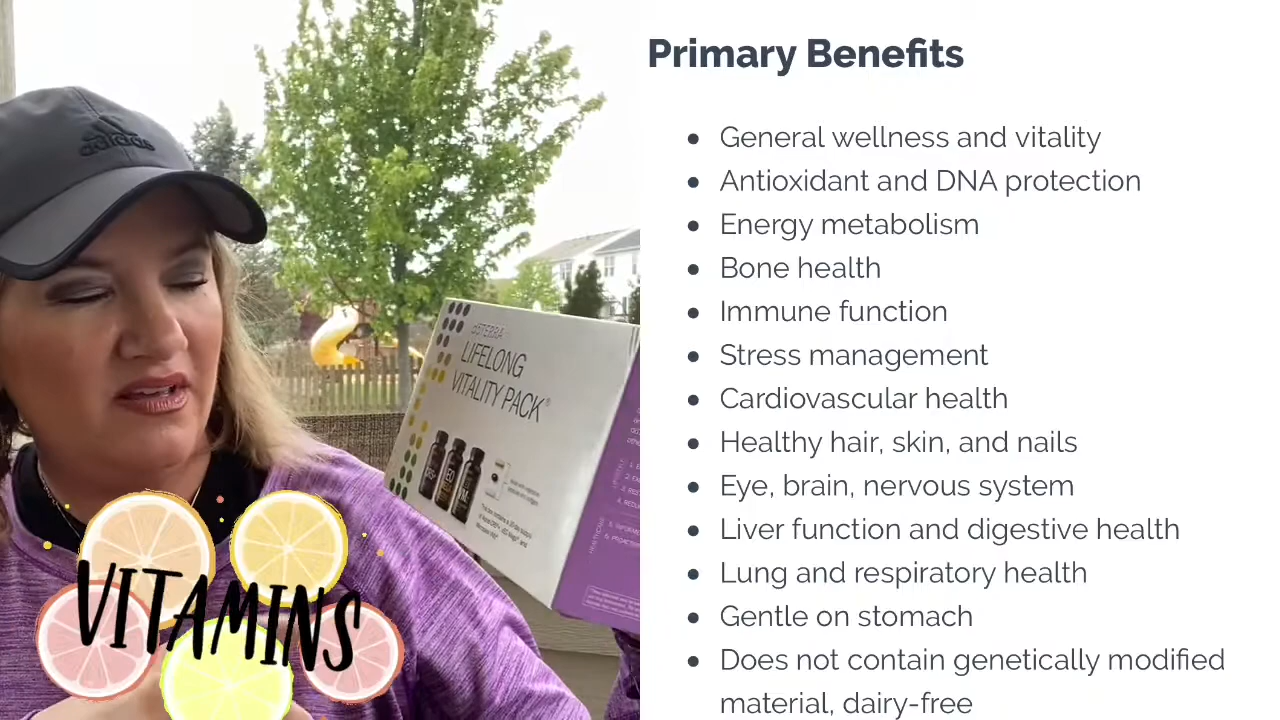 Primary Benefits
• General wellness and vitality
• Antioxidant and DNA protection
• Energy metabolism
• Bone health
• Immune function
• Stress management
• Cardiovascular health
• Healthy hair, skin, and nails
• Eye, brain, nervous system
• Liver function and digestive health
• Lung and respiratory health
• Gentle on stomach
• Does not contain genetically modified
material, dairy-free
adidas
dōTERRA
LIFELONG
VITALITY PACK®
VITAMINS